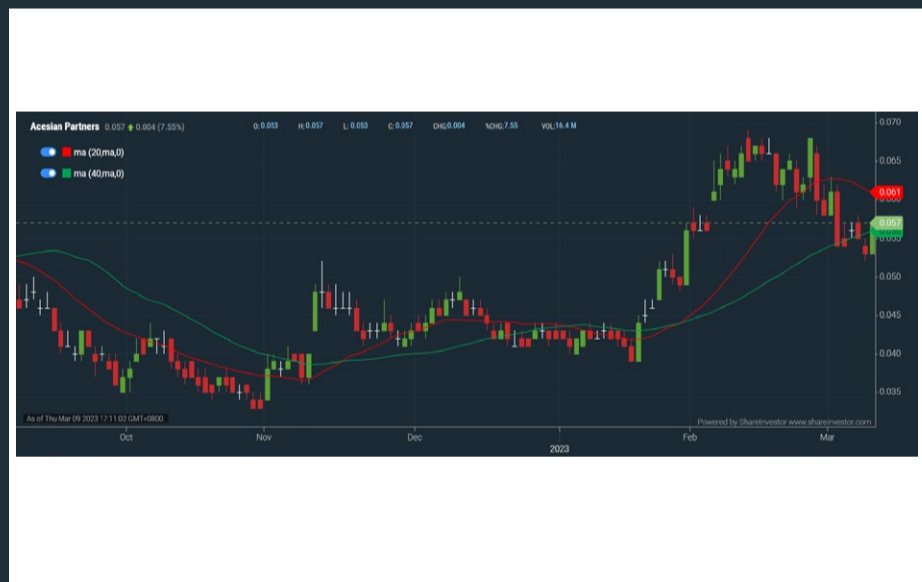 Acesian Partners 0.057 0.004 (7.55%) O: 0.053 H: 0.057 L: 0.053 C: 0.057 CHG:0.004 %CHG:7.55 VOL:16.4 M
ma (20,ma,0)
ma (40,ma,0)
0.070
0.065
0.061
0.057
0.055
0.050
0.045
0.040
0.035
As of Thu Mar 09 2023 17:11:02 GMT+0800
Powered by ShareInvestor www.shareinvestor.com
Oct Nov Dec Feb Mar
2023